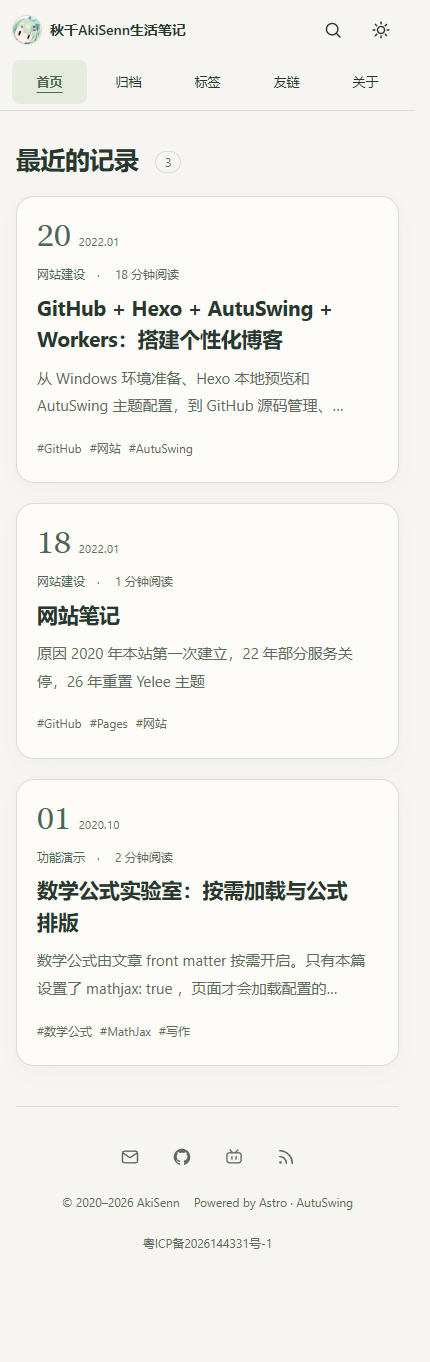 秋千AkiSenn生活笔记
首页 归档 标签 友链 关于
最近的记录 3
20 2022.01
网站建设 · 18 分钟阅读
GitHub + Hexo + AutuSwing +
Workers：搭建个性化博客
从 Windows 环境准备、Hexo 本地预览和
AutuSwing 主题配置，到 GitHub 源码管理、…
#GitHub #网站 #AutuSwing
18 2022.01
网站建设 · 1 分钟阅读
网站笔记
原因 2020 年本站第一次建立，22 年部分服务关
停，26 年重置 Yelee 主题
#GitHub #Pages #网站
01 2020.10
功能演示 · 2 分钟阅读
数学公式实验室：按需加载与公式
排版
数学公式由文章 front matter 按需开启。只有本篇
设置了 mathjax: true ，页面才会加载配置的…
#数学公式 #MathJax #写作
© 2020–2026 AkiSenn Powered by Astro · AutuSwing
粤ICP备2026144331号-1